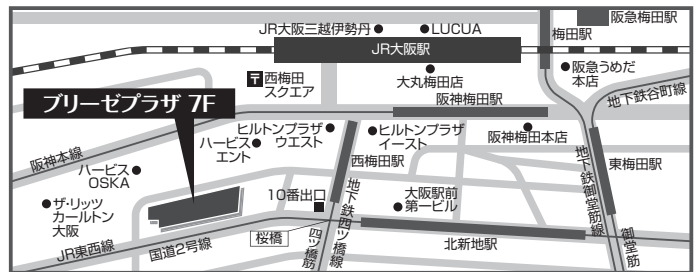 阪急梅田駅
梅田駅
JR大阪三越伊勢丹
LUCUA
JR大阪駅
〒西梅田
スクエア
大丸梅田店
阪急うめだ
本店
地下鉄谷町線
ブリーゼプラザ 7F
阪神梅田駅
ヒルトンプラザ
ウエスト
ヒルトンプラザ
イースト
阪神梅田本店
ハービス
エント
西梅田駅
東梅田駅
阪神本線
ハービス
OSKA
ザ・リッツ
カールトン
大阪
10番出口
大阪駅前
第一ビル
地下鉄四ツ橋線
地下鉄御堂筋線
桜橋
北新地駅
四ツ橋筋
御堂筋
JR東西線
国道2号線